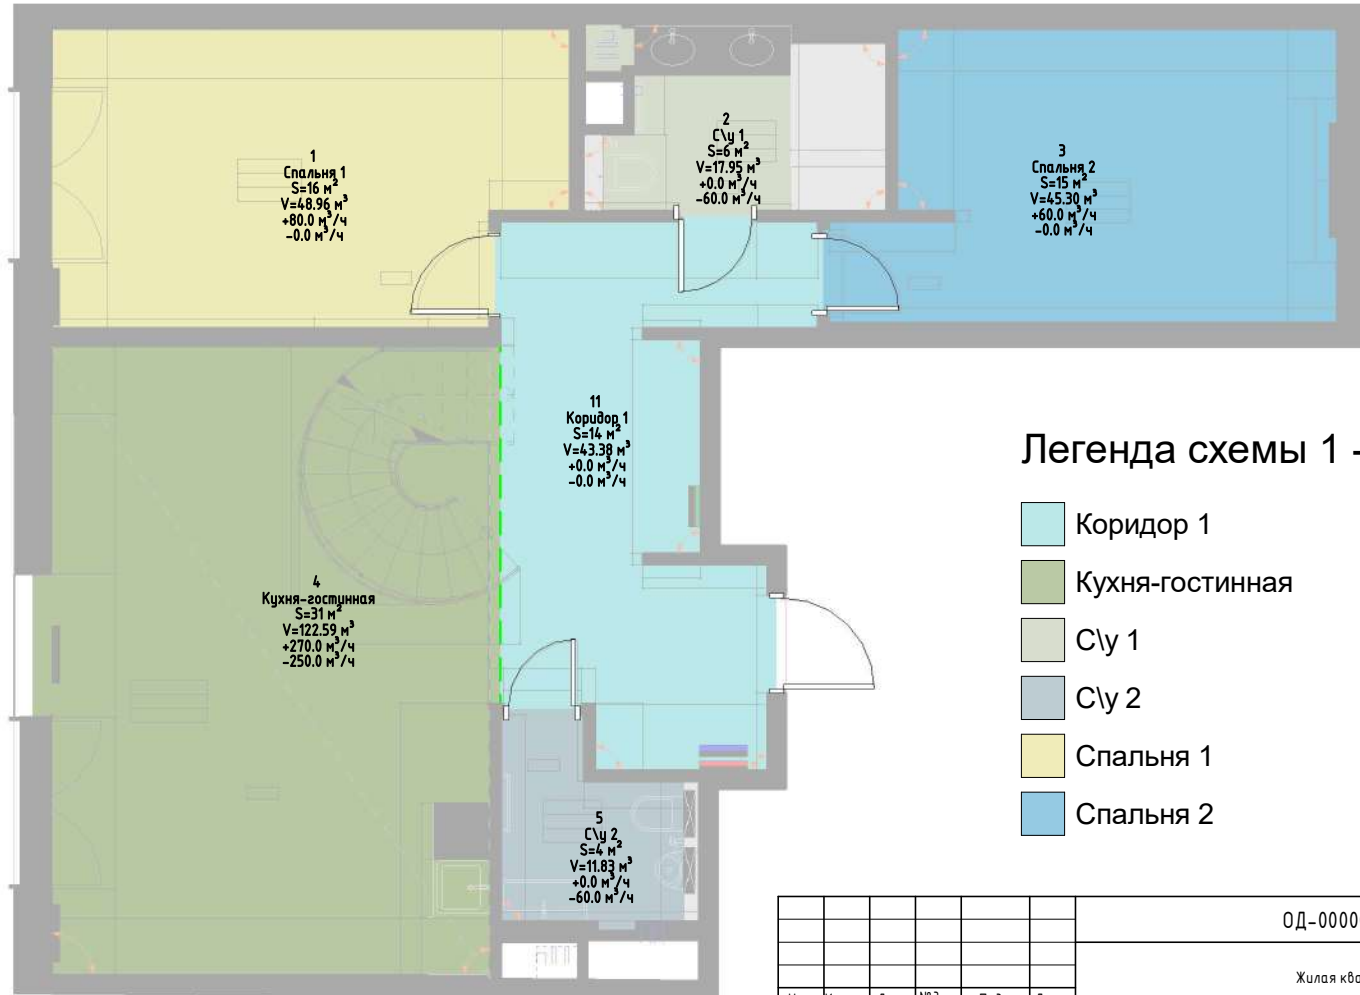 1
Спальня 1
S=16 м²
V=48.96 м³
+80.0 м³/ч
-0.0 м³/ч
2
С\у 1
S=6 м²
V=17.95 м³
+0.0 м³/ч
-60.0 м³/ч
3
Спальня 2
S=15 м²
V=45.30 м³
+60.0 м³/ч
-0.0 м³/ч
11
Коридор 1
S=14 м²
V=43.38 м³
+0.0 м³/ч
-0.0 м³/ч
4
Кухня-гостинная
S=31 м²
V=122.59 м³
+270.0 м³/ч
-250.0 м³/ч
5
С\у 2
S=4 м²
V=11.83 м³
+0.0 м³/ч
-60.0 м³/ч
Легенда схемы 1 -
Коридор 1
Кухня-гостинная
С\у 1
С\у 2
Спальня 1
Спальня 2
ОД-0000
Жилая ква